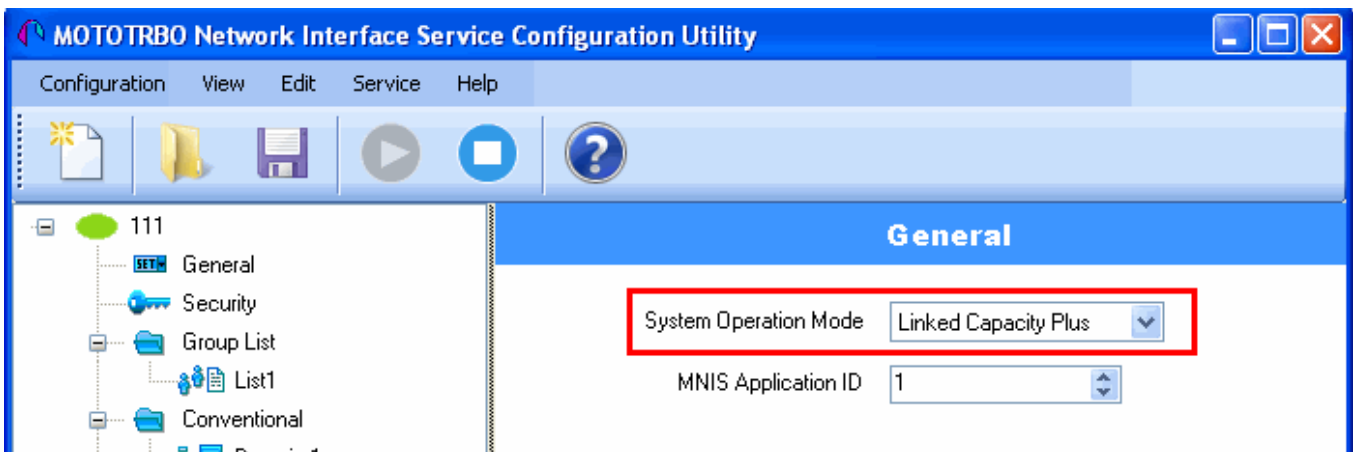 MOTOTRBO Network Interface Service Configuration Utility
Configuration View Edit Service Help
111
General
SET General
Security
System Operation Mode Linked Capacity Plus
Group List
MNIS Application ID 1
List1
Conventional